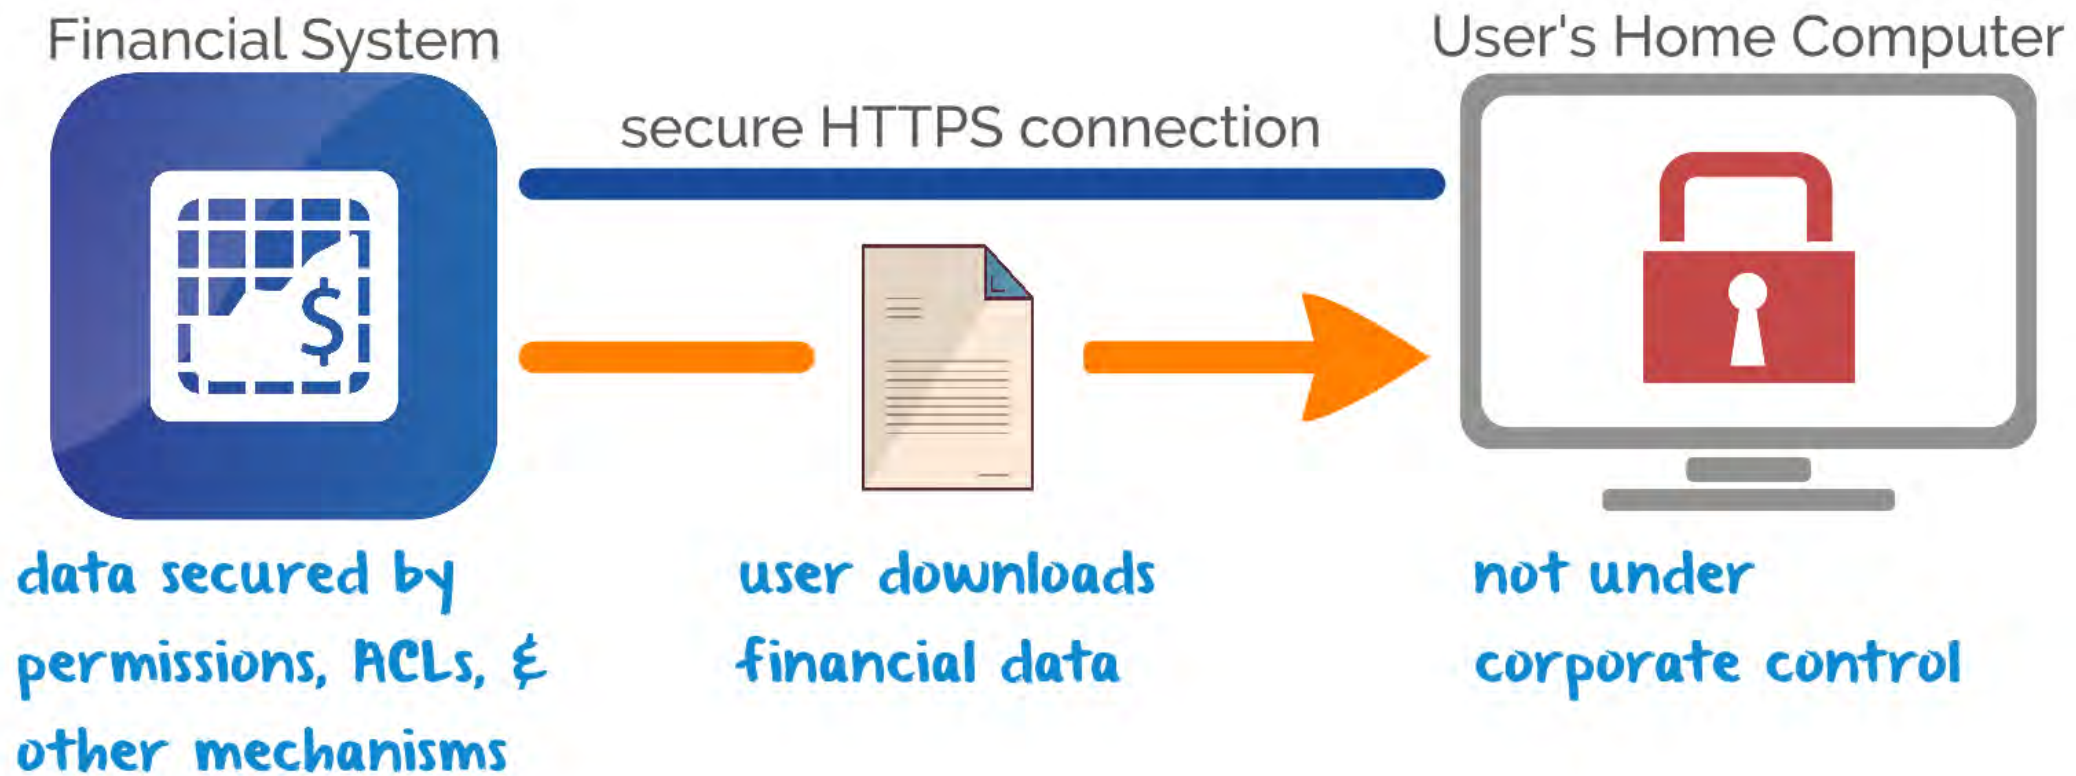 Financial System
User's Home Computer
secure HTTPS connection
$
data secured by
permissions, ACLs, &
other mechanisms
user downloads
financial data
not under
corporate control